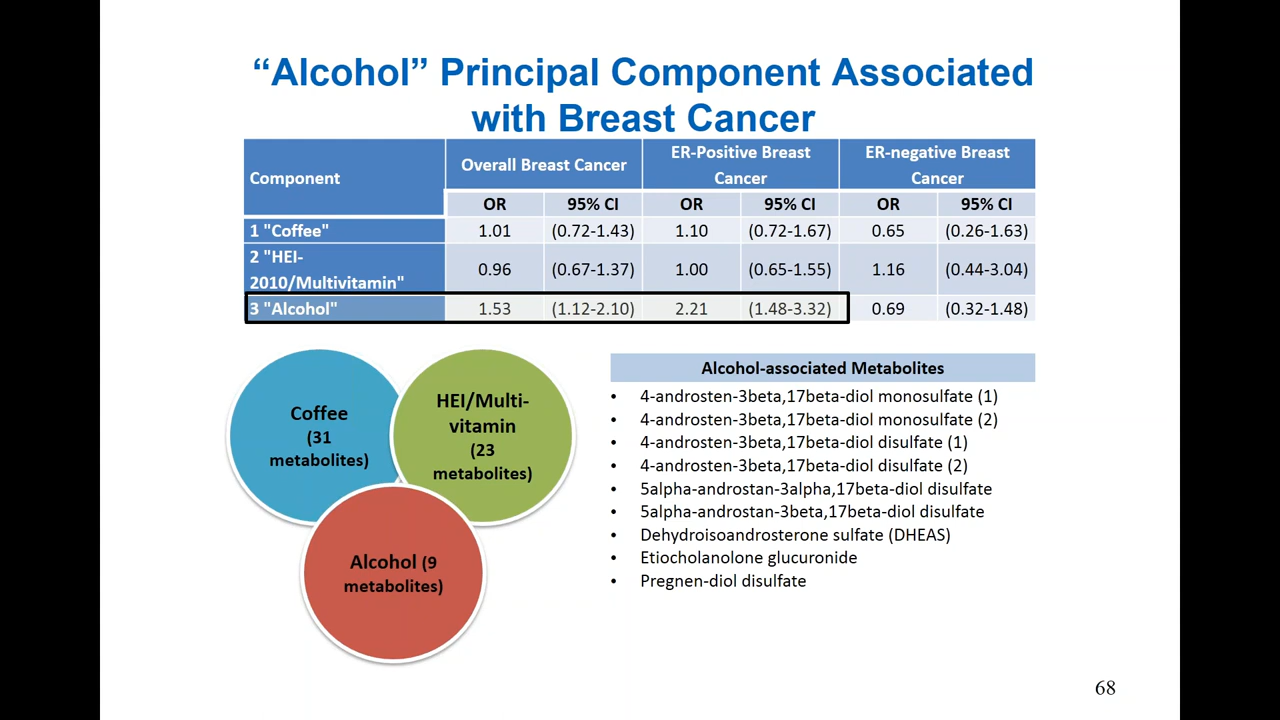 “Alcohol” Principal Component Associated
with Breast Cancer
Component
Overall Breast Cancer
ER-Positive Breast
Cancer
ER-negative Breast
Cancer
OR 95% CI OR 95% CI OR 95% CI
1 "Coffee" 1.01 (0.72-1.43) 1.10 (0.72-1.67) 0.65 (0.26-1.63)
2 "HEI-
2010/Multivitamin" 0.96 (0.67-1.37) 1.00 (0.65-1.55) 1.16 (0.44-3.04)
3 "Alcohol" 1.53 (1.12-2.10) 2.21 (1.48-3.32) 0.69 (0.32-1.48)
Coffee
(31
metabolites)
HEI/Multi-
vitamin
(23
metabolites)
Alcohol (9
metabolites)
Alcohol-associated Metabolites
• 4-androsten-3beta,17beta-diol monosulfate (1)
• 4-androsten-3beta,17beta-diol monosulfate (2)
• 4-androsten-3beta,17beta-diol disulfate (1)
• 4-androsten-3beta,17beta-diol disulfate (2)
• 5alpha-androstan-3alpha,17beta-diol disulfate
• 5alpha-androstan-3beta,17beta-diol disulfate
• Dehydroisoandrosterone sulfate (DHEAS)
• Etiocholanolone glucuronide
• Pregnen-diol disulfate
68